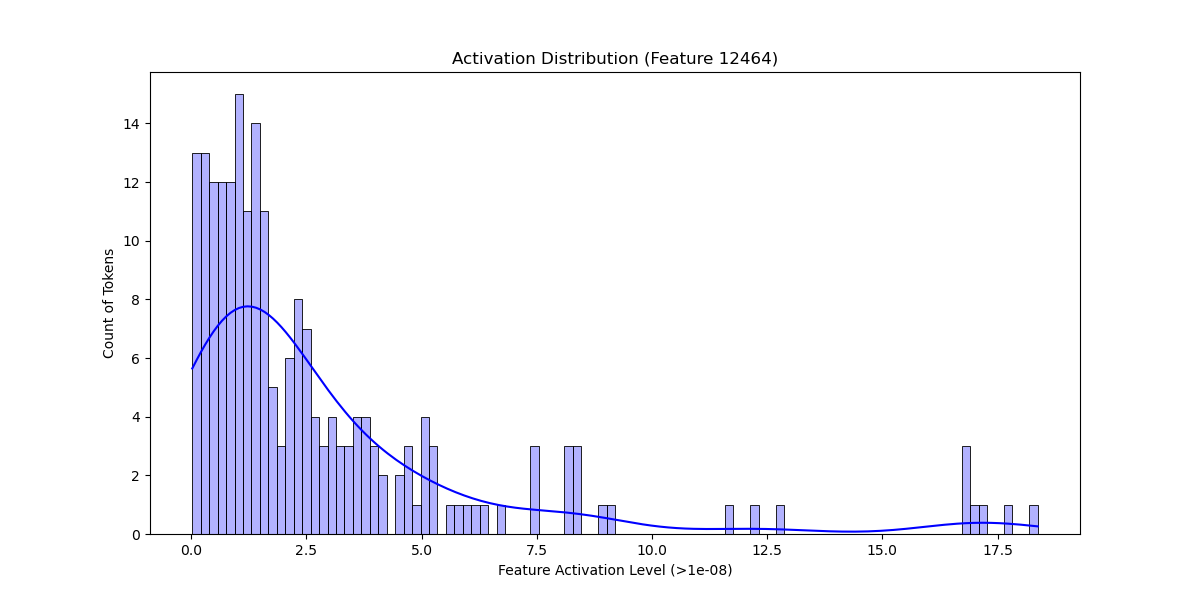 Activation Distribution (Feature 12464)
14
12
10
8
6
4
2
0
Count of Tokens
0.0 2.5 5.0 7.5 10.0 12.5 15.0 17.5
Feature Activation Level (>1e-08)